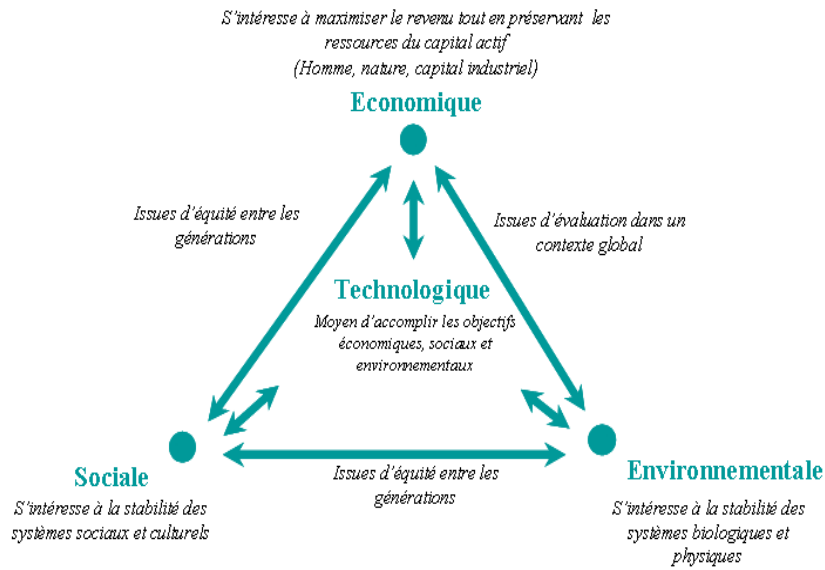 S'intéresse à maximiser le revenu tout en préservant les
ressources du capital actif
(Homme, nature, capital industriel)
Economique
Issues d'équité entre les
générations
Issues d'évaluation dans un
contexte global
Technologique
Moyen d'accomplir les objectifs
économiques, sociaux et
environnementaux
Sociale
S'intéresse à la stabilité des
systèmes sociaux et culturels
Issues d'équité entre les
générations
Environnementale
S'intéresse à la stabilité des
systèmes biologiques et
physiques